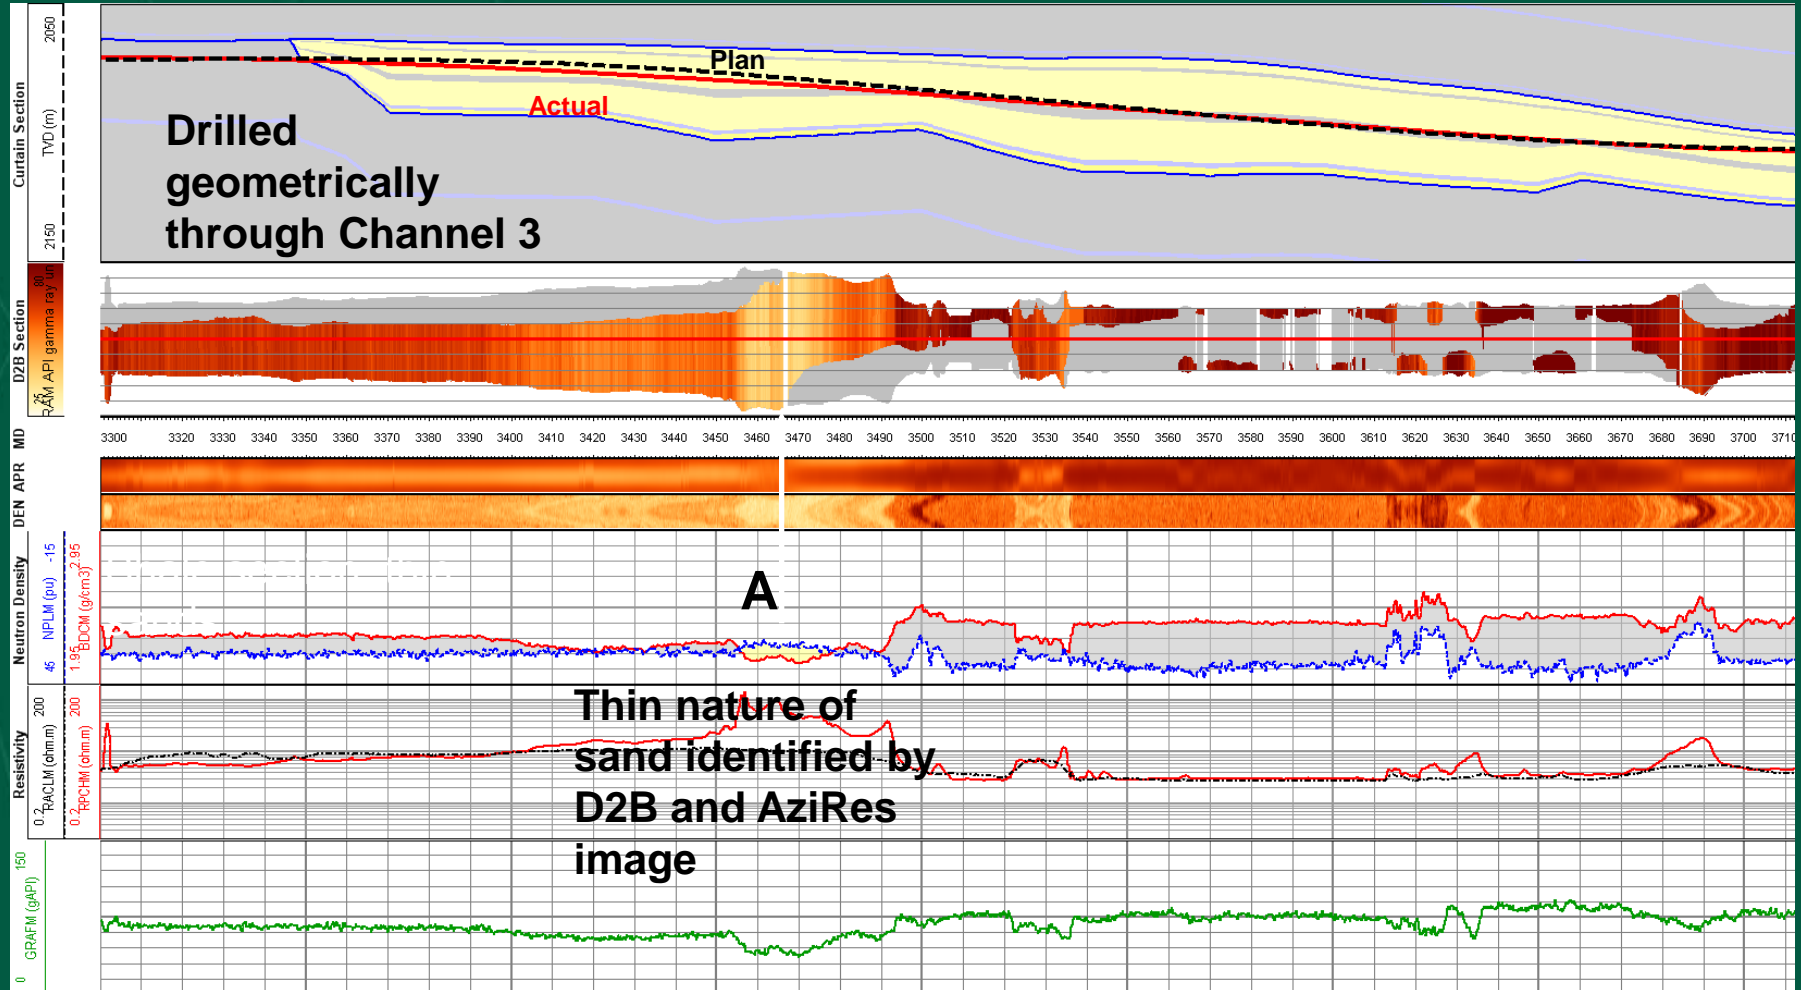 Curtain Section
TVD (m)
2050
2150
Plan
Actual
Drilled
geometrically
through Channel 3
D2B Section
RAM API gamma ray un
25
80
MD
3300 3320 3330 3340 3350 3360 3370 3380 3390 3400 3410 3420 3430 3440 3450 3460 3470 3480 3490 3500 3510 3520 3530 3540 3550 3560 3570 3580 3590 3600 3610 3620 3630 3640 3650 3660 3670 3680 3690 3700 3710
APR
DEN
Neutron Density
45 NPLM (pu) -15
1.95 BDCM (g/cm3) 2.95
A
Resistivity
0.2 RACLM (ohm.m) 200
0.2 RPCHM (ohm.m) 200
Thin nature of
sand identified by
D2B and AziRes
image
0 GRAFM (gAPI) 150